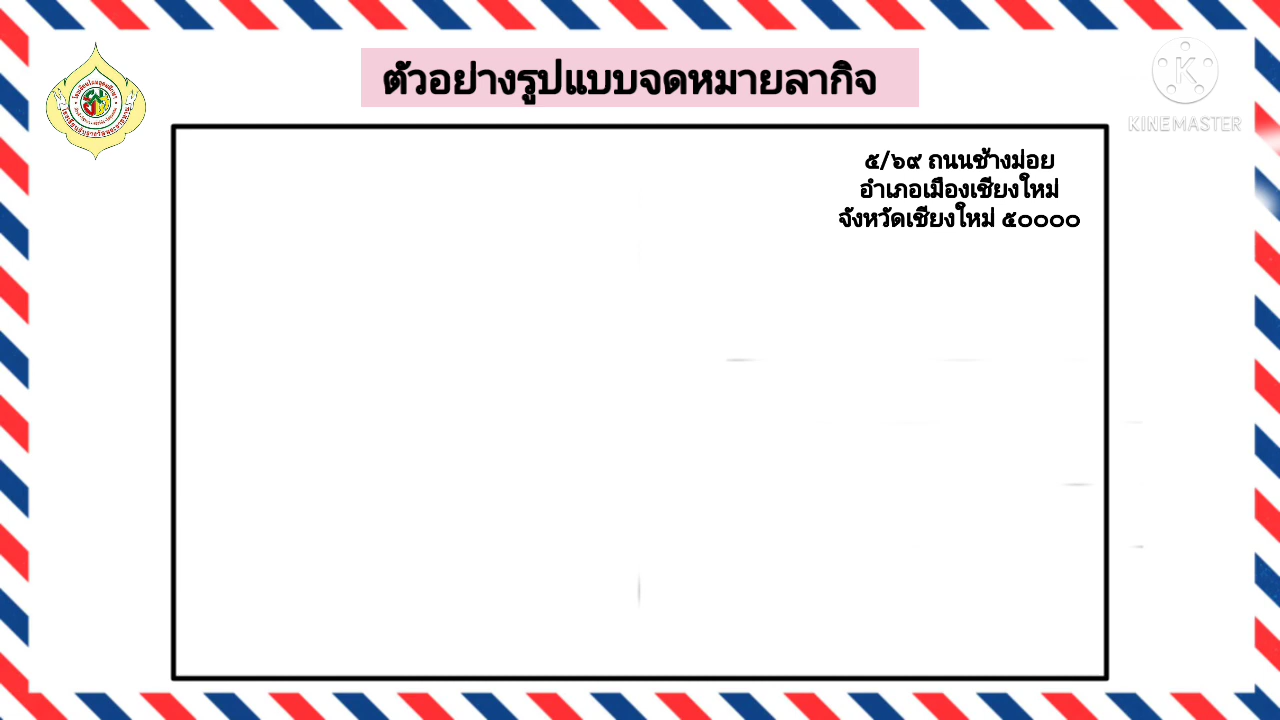 ตัวอย่างรูปแบบจดหมายลากิจ
KINEMASTER
๕/๖๙ ถนนช้างม่อย
อำเภอเมืองเชียงใหม่
จังหวัดเชียงใหม่ ๕๐๐๐๐